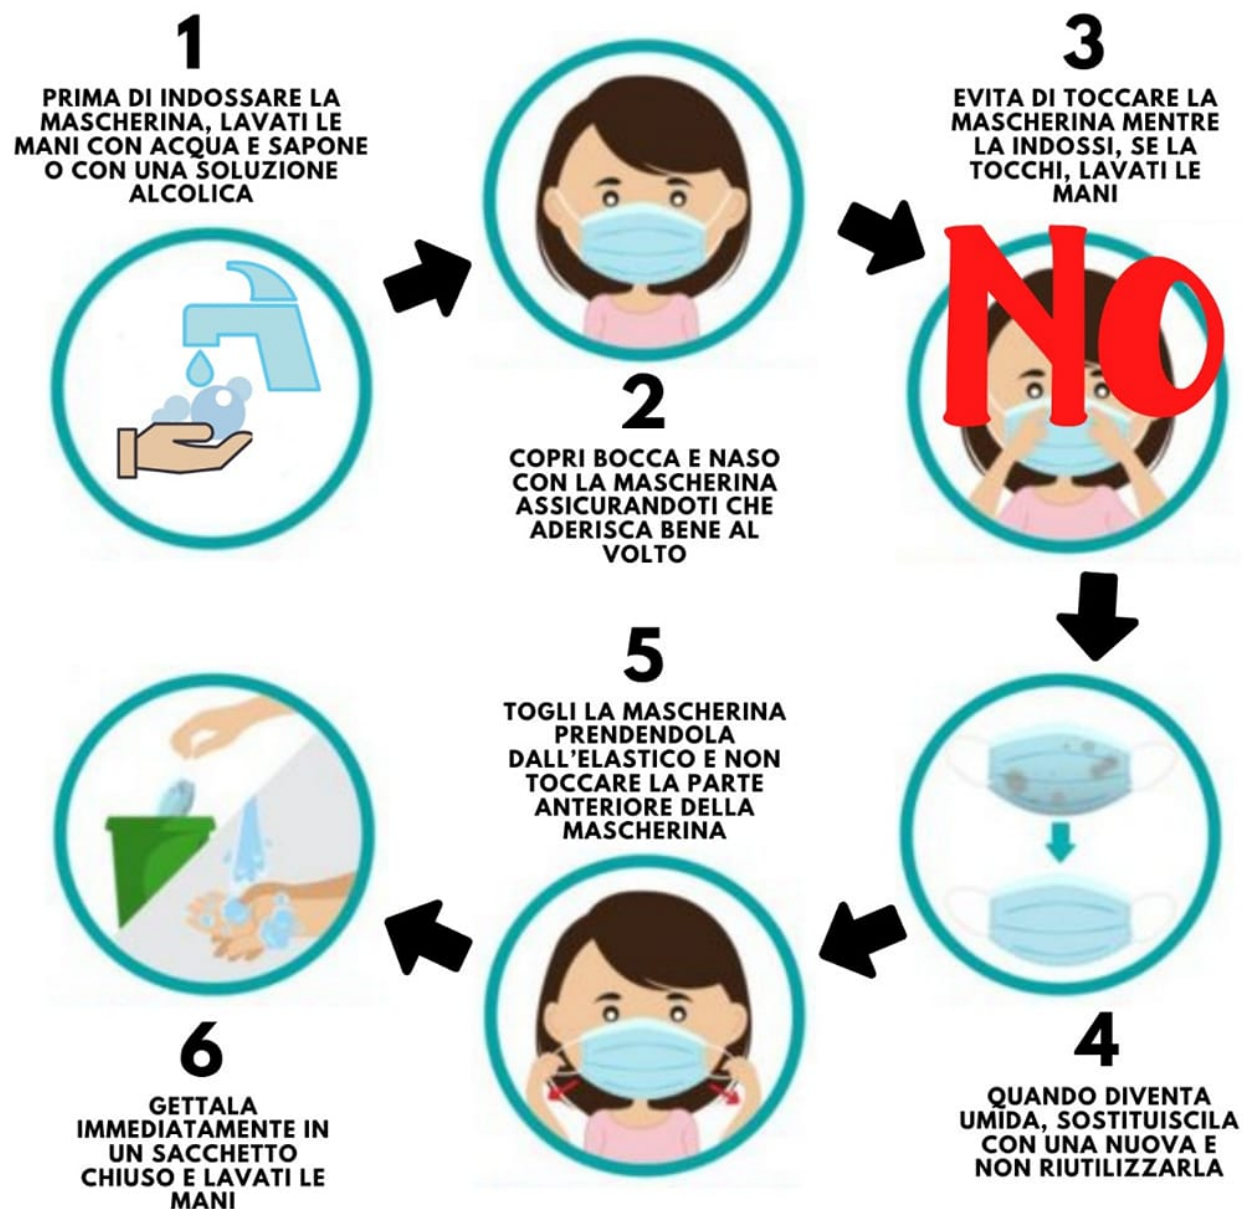 1
PRIMA DI INDOSSARE LA
MASCHERINA, LAVATI LE
MANI CON ACQUA E SAPONE
O CON UNA SOLUZIONE
ALCOLICA
2
COPRI BOCCA E NASO
CON LA MASCHERINA
ASSICURANDOTI CHE
ADERISCA BENE AL
VOLTO
3
EVITA DI TOCCARE LA
MASCHERINA MENTRE
LA INDOSSI, SE LA
TOCCHI, LAVATI LE
MANI
NO
4
QUANDO DIVENTA
UMIDA, SOSTITUISCILA
CON UNA NUOVA E
NON RIUTILIZZARLA
5
TOGLI LA MASCHERINA
PRENDENDOLA
DALL'ELASTICO E NON
TOCCARE LA PARTE
ANTERIORE DELLA
MASCHERINA
6
GETTALA
IMMEDIATAMENTE IN
UN SACCHETTO
CHIUSO E LAVATI LE
MANI